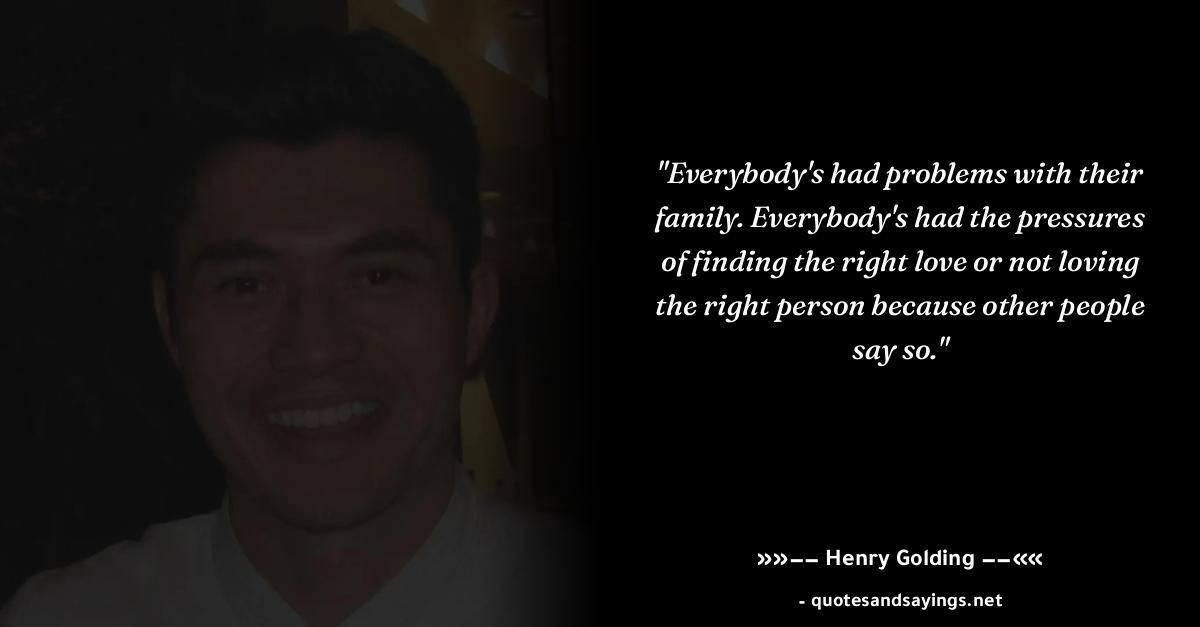 "Everybody's had problems with their
family. Everybody's had the pressures
of finding the right love or not loving
the right person because other people
say so."
»»−− Henry Golding −−««
- quotesandsayings.net